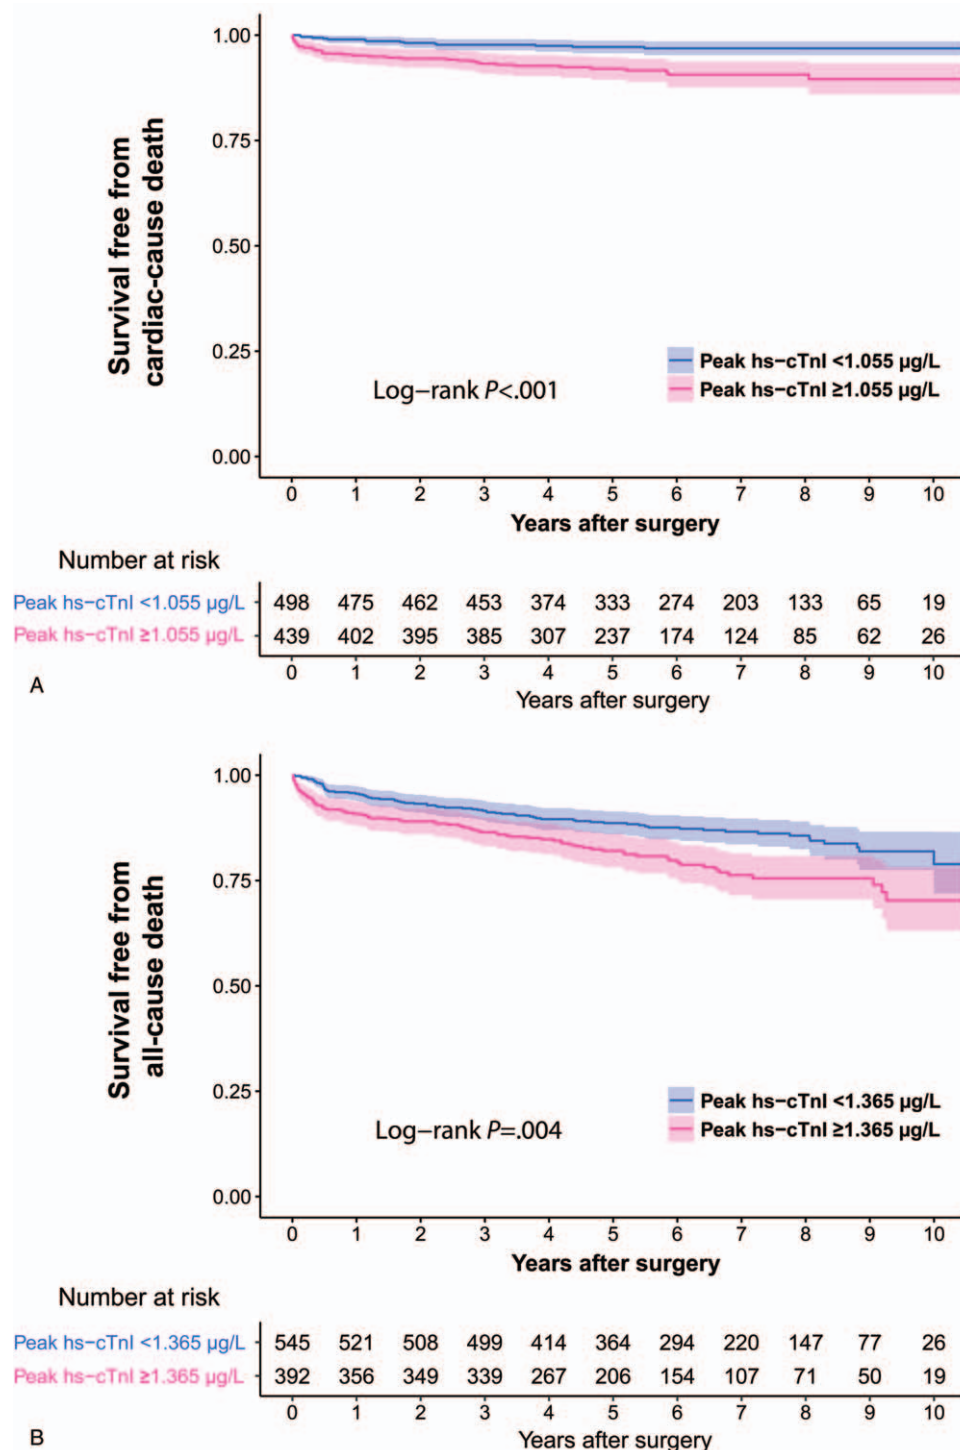 1.00
0.75
0.50
0.25
0.00
Survival free from
cardiac-cause death
Peak hs−cTnI <1.055 µg/L
Peak hs−cTnI ≥1.055 µg/L
Log−rank P<.001
0 1 2 3 4 5 6 7 8 9 10
Years after surgery
Number at risk
Peak hs−cTnI <1.055 µg/L 498 475 462 453 374 333 274 203 133 65 19
Peak hs−cTnI ≥1.055 µg/L 439 402 395 385 307 237 174 124 85 62 26
0 1 2 3 4 5 6 7 8 9 10
A
Years after surgery
1.00
0.75
0.50
0.25
0.00
Survival free from
all-cause death
Peak hs−cTnI <1.365 µg/L
Peak hs−cTnI ≥1.365 µg/L
Log−rank P=.004
0 1 2 3 4 5 6 7 8 9 10
Years after surgery
Number at risk
Peak hs−cTnI <1.365 µg/L 545 521 508 499 414 364 294 220 147 77 26
Peak hs−cTnI ≥1.365 µg/L 392 356 349 339 267 206 154 107 71 50 19
0 1 2 3 4 5 6 7 8 9 10
B
Years after surgery